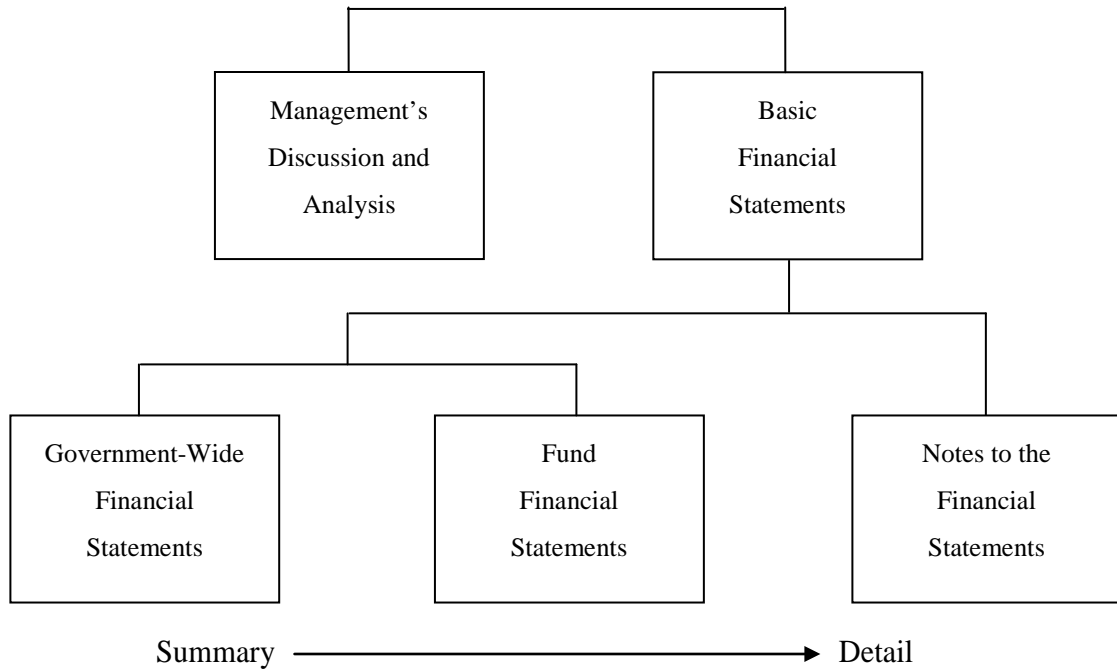 Management’s
Discussion and
Analysis
Basic
Financial
Statements
Government-Wide
Financial
Statements
Fund
Financial
Statements
Notes to the
Financial
Statements
Summary
Detail